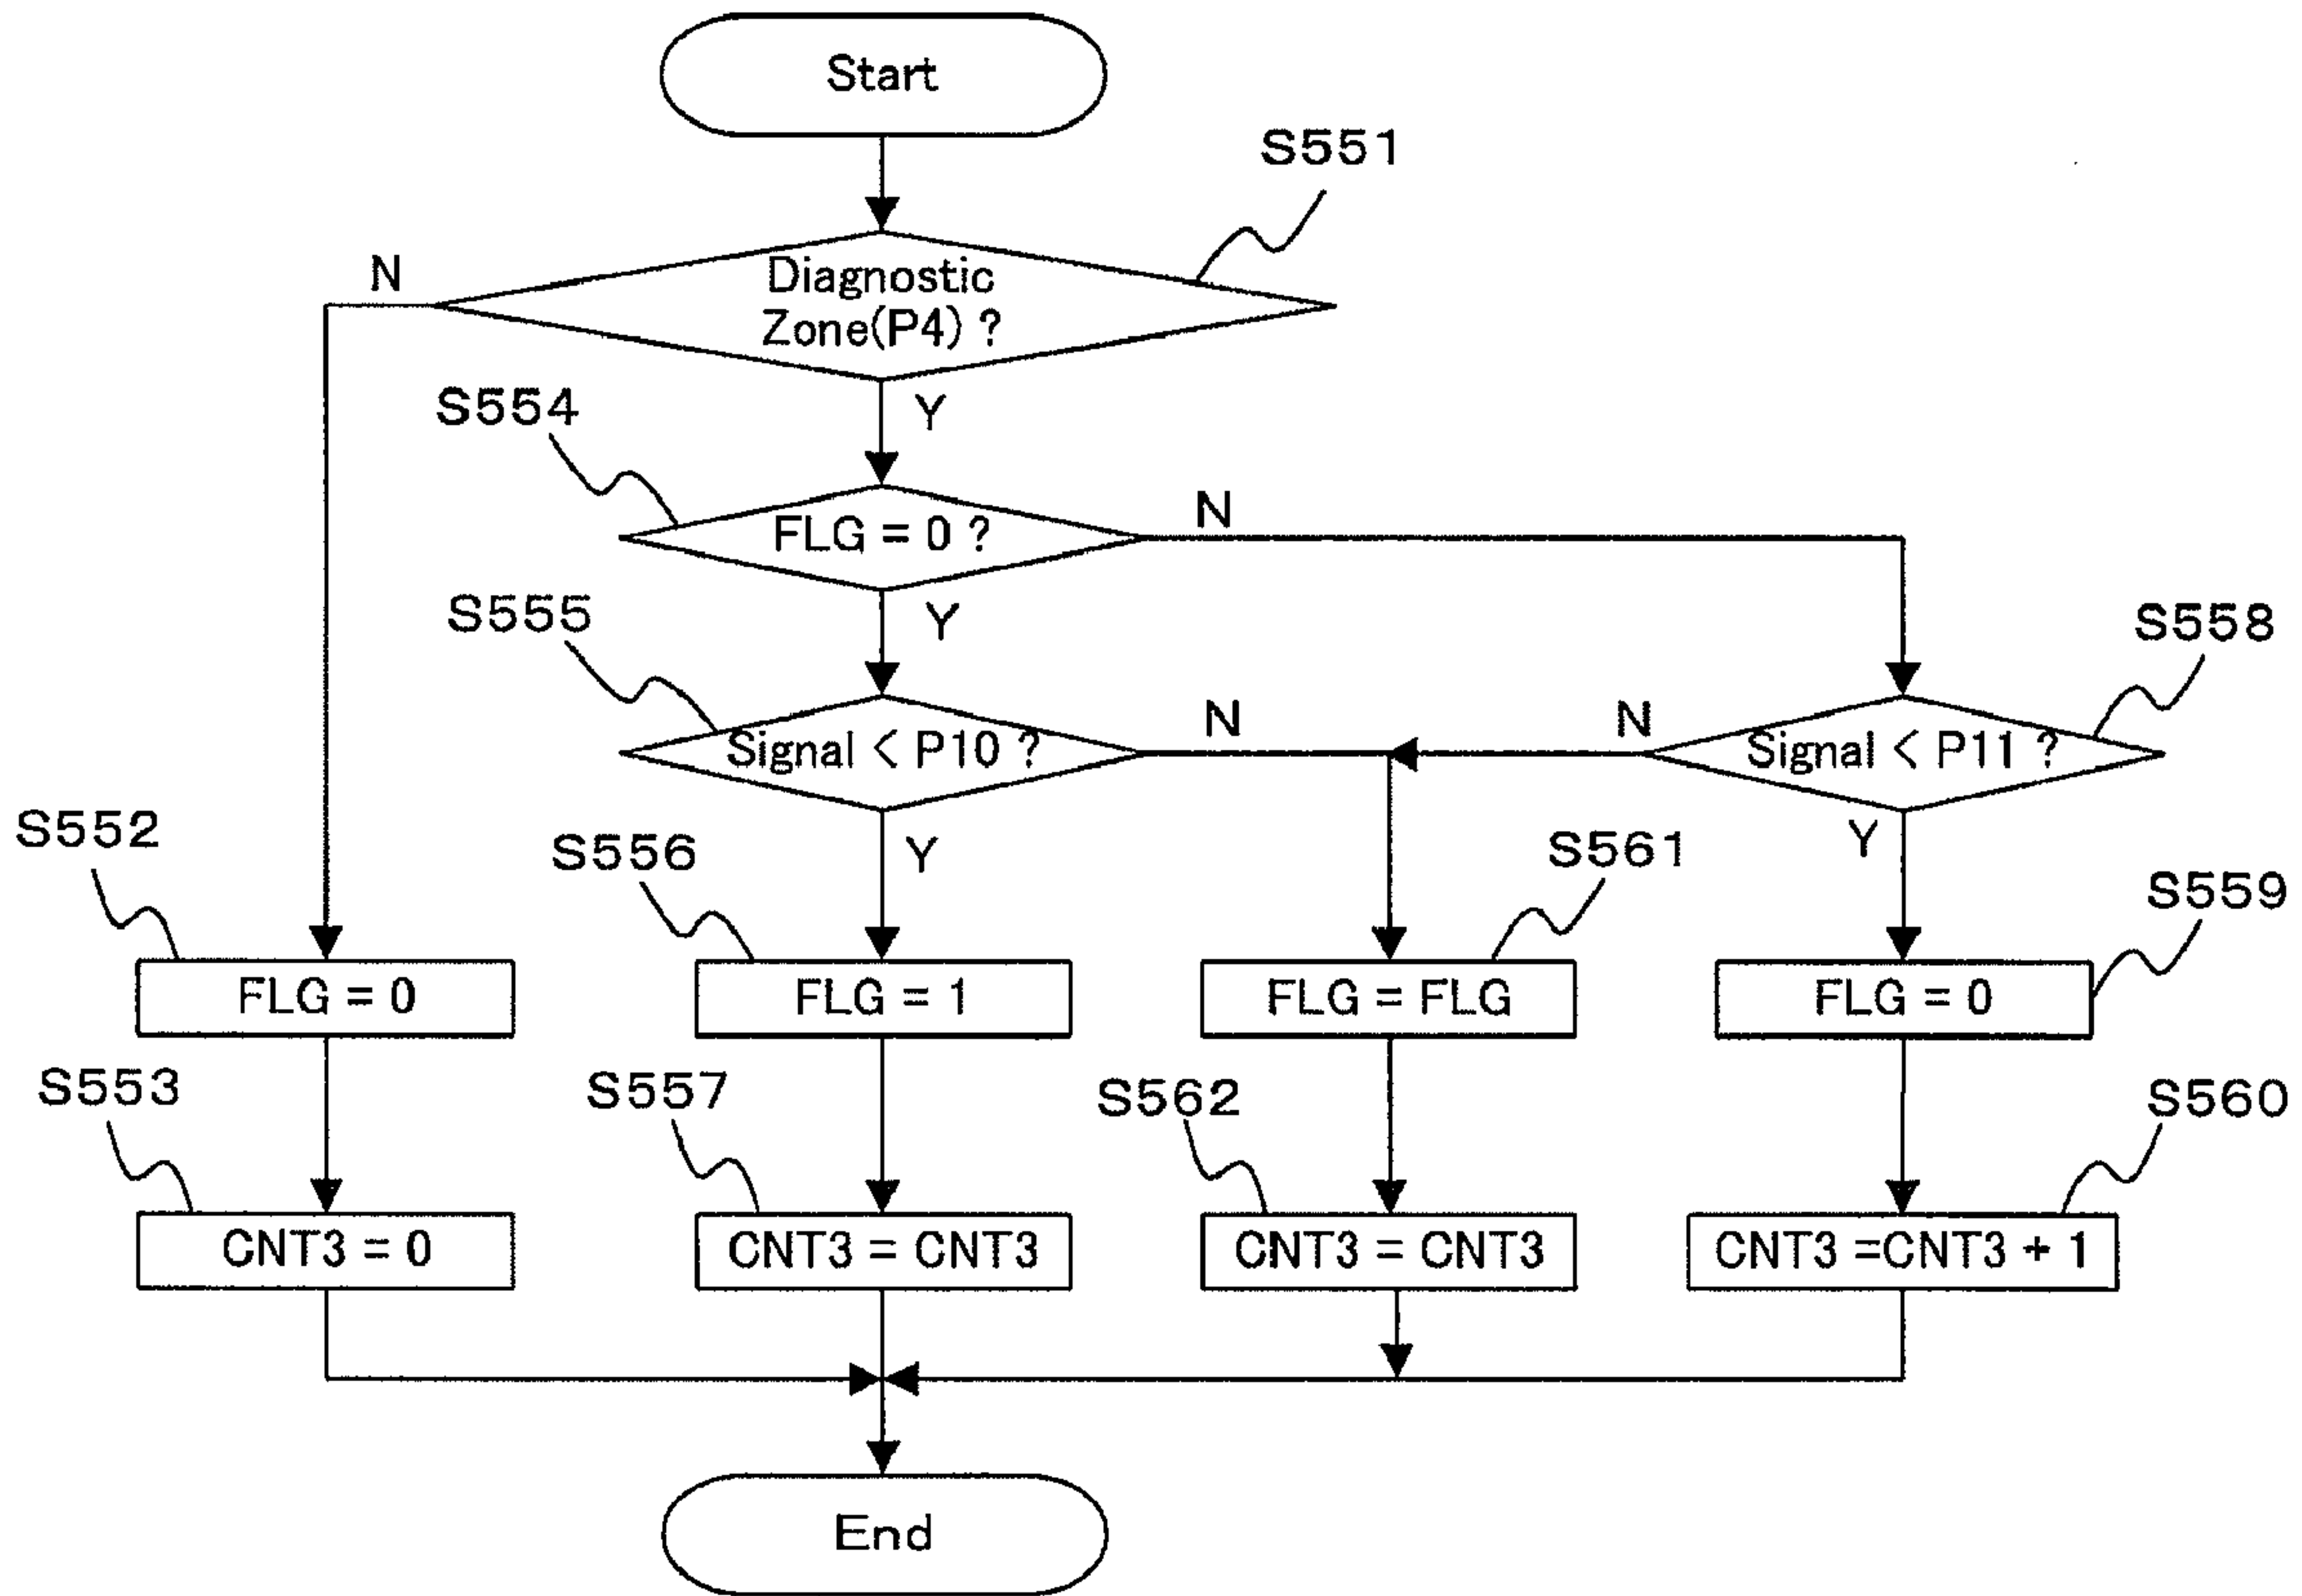 Start
S551
N
Diagnostic
Zone(P4) ?
S554
Y
FLG = 0 ?
N
S555
Y
S558
Signal < P10 ?
N
N
Signal < P11 ?
S552
S556
Y
S561
Y
S559
FLG = 0
FLG = 1
FLG = FLG
FLG = 0
S553
S557
S562
S560
CNT3 = 0
CNT3 = CNT3
CNT3 = CNT3
CNT3 =CNT3 + 1
End